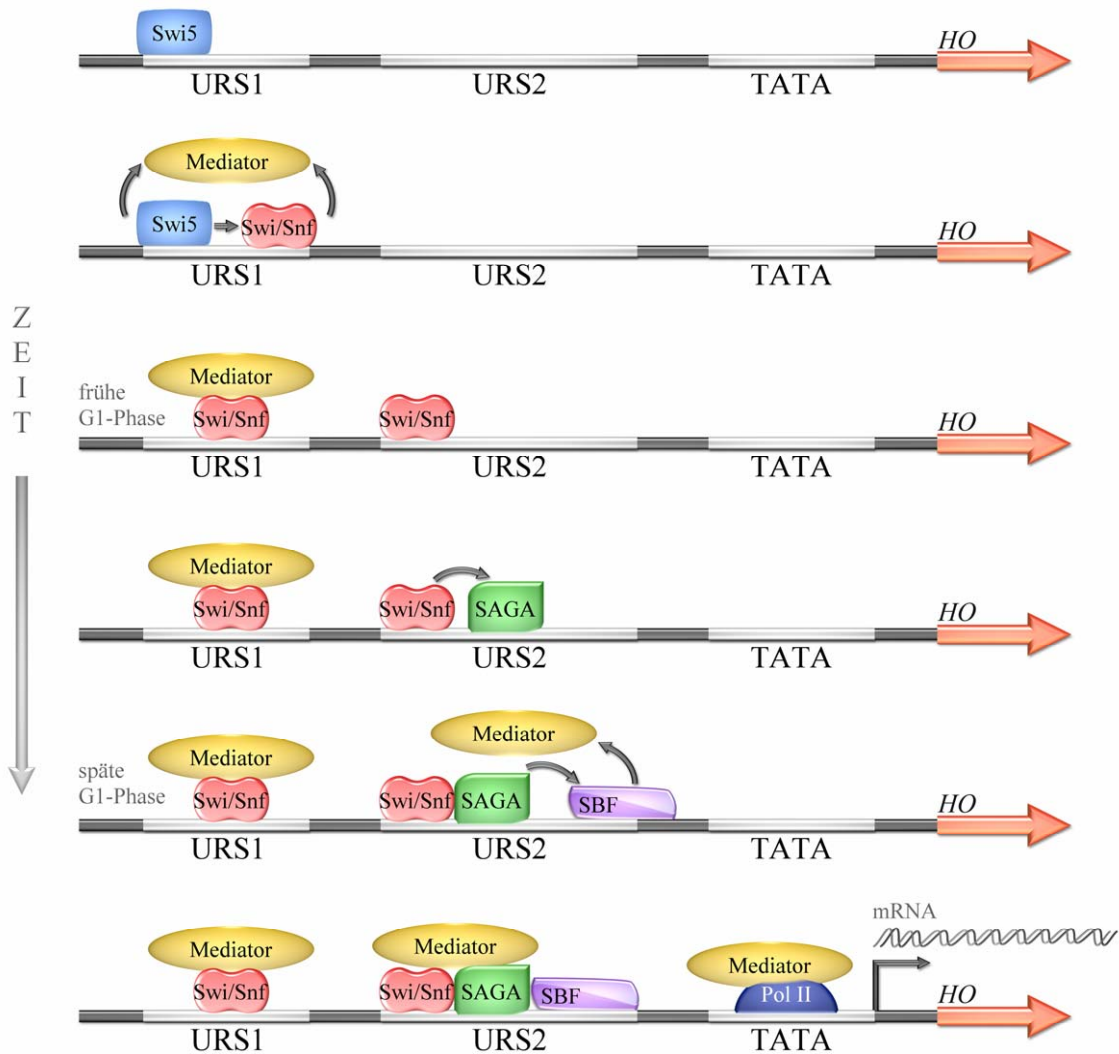 Swi5
HO
URS1 URS2 TATA
Mediator
Swi5 Swi/Snf
HO
URS1 URS2 TATA
Z
E
I
T
Mediator
frühe
G1-Phase
Swi/Snf Swi/Snf
HO
URS1 URS2 TATA
Mediator
Swi/Snf Swi/Snf SAGA
HO
URS1 URS2 TATA
Mediator
Mediator
späte
G1-Phase
Swi/Snf Swi/Snf SAGA SBF
HO
URS1 URS2 TATA
mRNA
Mediator Mediator Mediator
Swi/Snf Swi/Snf SAGA SBF Pol II
HO
URS1 URS2 TATA